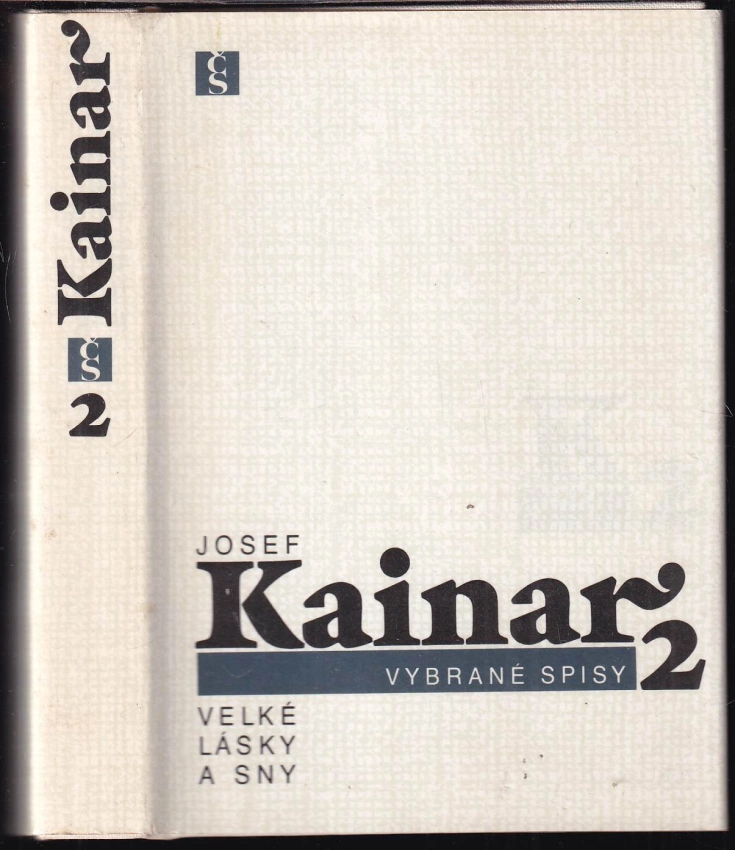 Kainar
ČS
2
ČS
JOSEF
Kainar 2
VYBRANÉ SPISY
VELKÉ
LÁSKY
A SNY